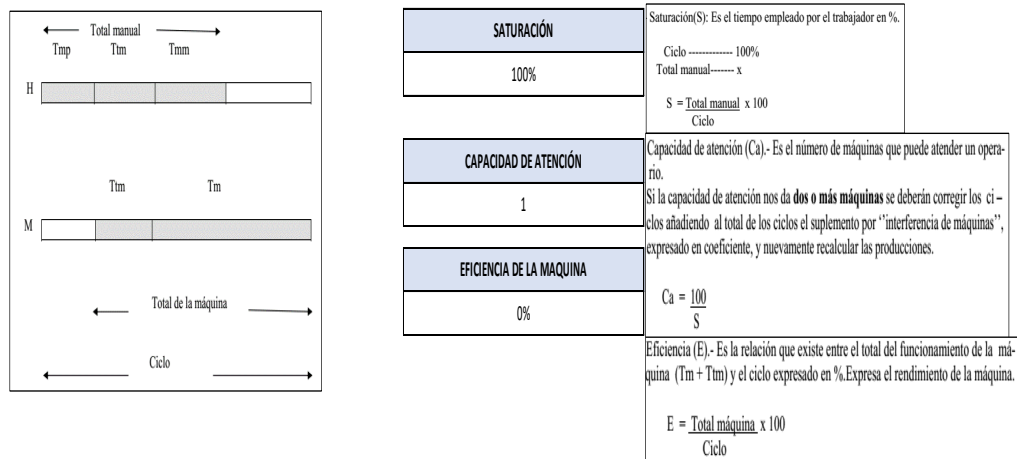 Total manual
Tmp Ttm Tmm
H
Ttm Tm
M
Total de la máquina
Ciclo
SATURACIÓN
100%
CAPACIDAD DE ATENCIÓN
1
EFICIENCIA DE LA MAQUINA
0%
Saturación(S): Es el tiempo empleado por el trabajador en %.
Ciclo ------------- 100%
Total manual------- x
S = Total manual x 100
Ciclo
Capacidad de atención (Ca).- Es el número de máquinas que puede atender un opera-
rio.
Si la capacidad de atención nos da dos o más máquinas se deberán corregir los ci –
clos añadiendo al total de los ciclos el suplemento por ‘’interferencia de máquinas’’,
expresado en coeficiente, y nuevamente recalcular las producciones.
Ca = 100
S
Eficiencia (E).- Es la relación que existe entre el total del funcionamiento de la má-
quina (Tm + Ttm) y el ciclo expresado en %.Expresa el rendimiento de la máquina.
E = Total máquina x 100
Ciclo